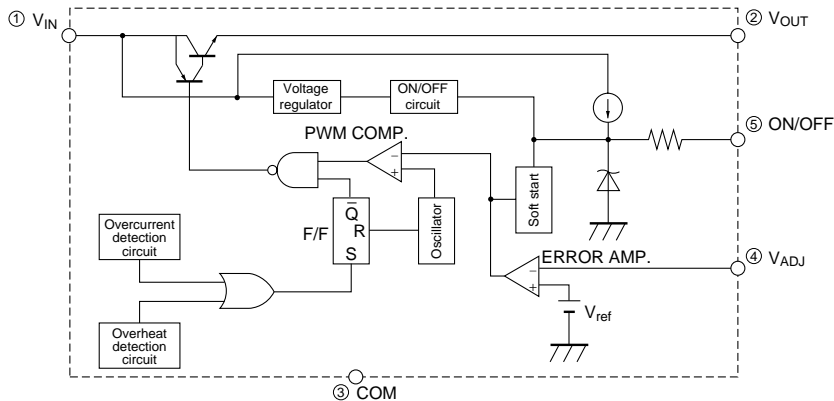 ① VIN
② VOUT
Voltage
regulator
ON/OFF
circuit
⑤ ON/OFF
PWM COMP.
−
+
Soft start
Q̅
R
S
F/F
Oscillator
Overcurrent
detection
circuit
ERROR AMP.
④ VADJ
−
+
Vref
Overheat
detection
circuit
③ COM